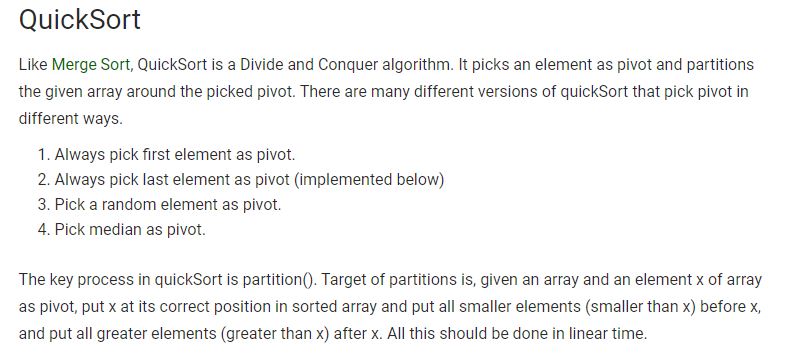 QuickSort
Like Merge Sort, QuickSort is a Divide and Conquer algorithm. It picks an element as pivot and partitions
the given array around the picked pivot. There are many different versions of quickSort that pick pivot in
different ways.
1. Always pick first element as pivot.
2. Always pick last element as pivot (implemented below)
3. Pick a random element as pivot.
4. Pick median as pivot.
The key process in quickSort is partition(). Target of partitions is, given an array and an element x of array
as pivot, put x at its correct position in sorted array and put all smaller elements (smaller than x) before x,
and put all greater elements (greater than x) after x. All this should be done in linear time.